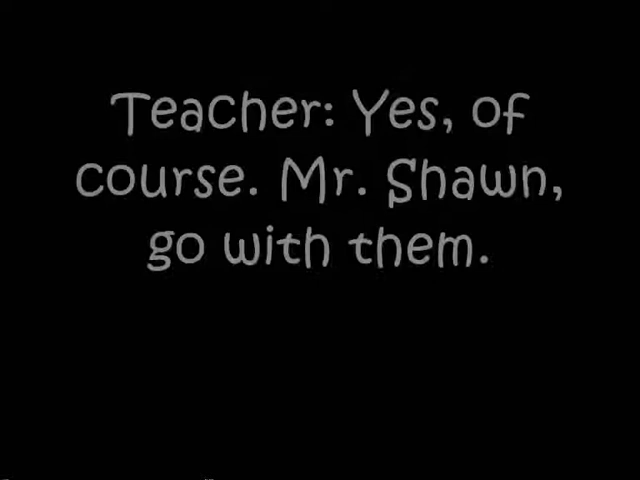 Teacher: Yes, of
course. Mr. Shawn,
go with them.